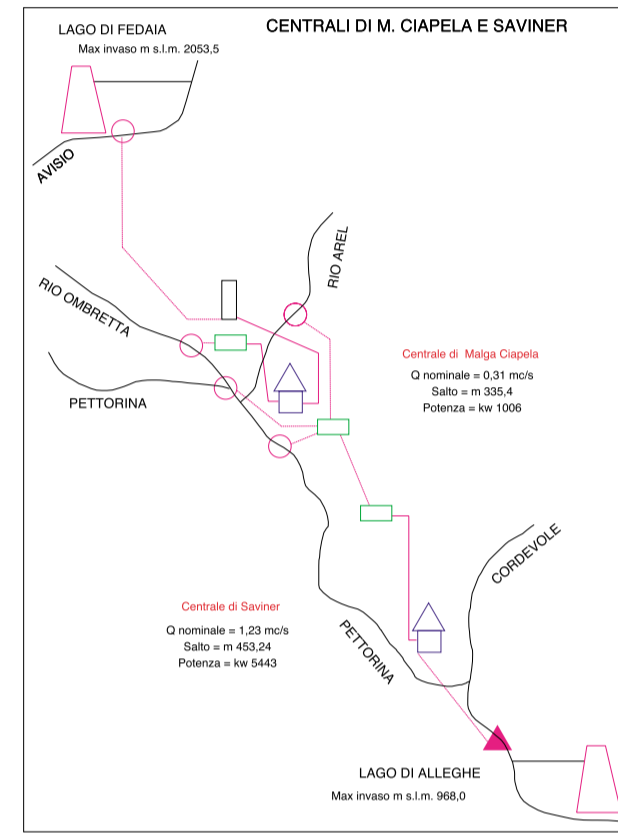 CENTRALI DI M. CIAPELA E SAVINER
LAGO DI FEDAIA
Max invaso m s.l.m. 2053,5
AVISIO
RIO AREL
RIO OMBRETTA
PETTORINA
Centrale di Malga Ciapela
Q nominale = 0,31 mc/s
Salto = m 335,4
Potenza = kw 1006
CORDEVOLE
Centrale di Saviner
Q nominale = 1,23 mc/s
Salto = m 453,24
Potenza = kw 5443
PETTORINA
LAGO DI ALLEGHE
Max invaso m s.l.m. 968,0